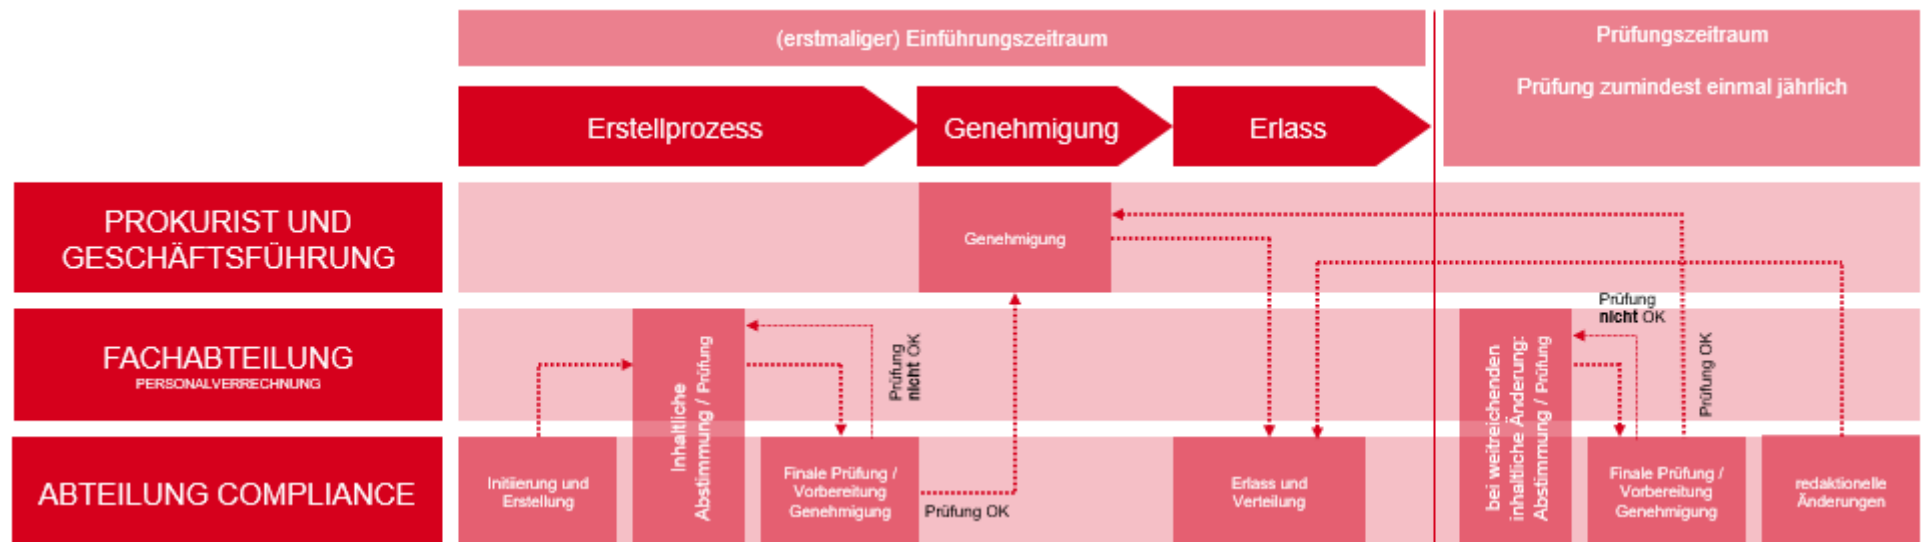 (erstmaliger) Einführungszeitraum
Prüfungszeitraum
Prüfung zumindest einmal jährlich
Erstellprozess
Genehmigung
Erlass
PROKURIST UND
GESCHÄFTSFÜHRUNG
Genehmigung
FACHABTEILUNG
PERSONALVERRECHNUNG
Inhaltliche
Abstimmung / Prüfung
Prüfung
nicht OK
bei weitreichenden
inhaltliche Änderung:
Abstimmung / Prüfung
Prüfung
nicht OK
Prüfung OK
ABTEILUNG COMPLIANCE
Initiierung und
Erstellung
Finale Prüfung /
Vorbereitung
Genehmigung
Prüfung OK
Erlass und
Verteilung
Finale Prüfung /
Vorbereitung
Genehmigung
redaktionelle
Änderungen